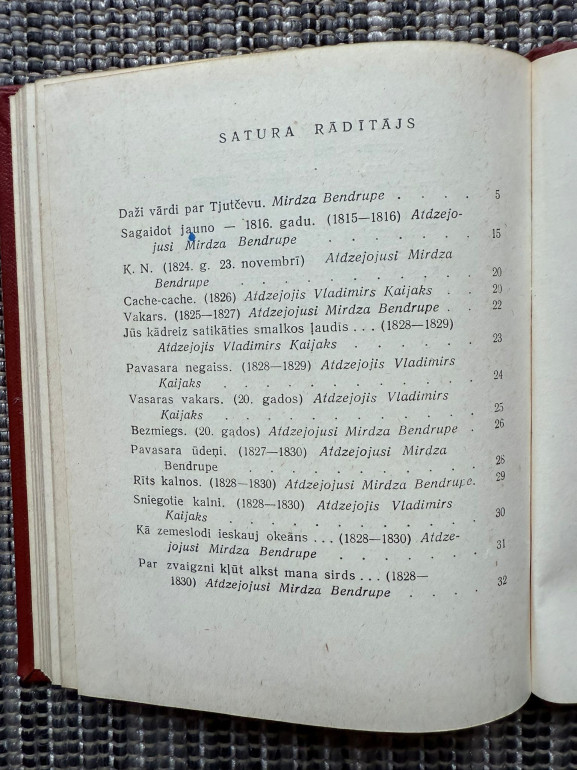 SATURA RĀDĪTĀJS
Daži vārdi par Tjutčevu. Mirdza Bendrupe . . . . 5
Sagaidot jauno — 1816. gadu. (1815—1816) Atdzejo-
jusi Mirdza Bendrupe . . . . . . 15
K. N. (1824. g. 23. novembrī) Atdzejojusi Mirdza
Bendrupe . . . . . . . . . . 20
Cache-cache. (1826) Atdzejojis Vladimirs Kaijaks . . 20
Vakars. (1825—1827) Atdzejojusi Mirdza Bendrupe . . 22
Jūs kādreiz satikāties smalkos ļaudis . . . (1828—1829)
Atdzejojis Vladimirs Kaijaks . . . . . 23
Pavasara negaiss. (1828—1829) Atdzejojis Vladimirs
Kaijaks . . . . . . . . . . 24
Vasaras vakars. (20. gados) Atdzejojis Vladimirs
Kaijaks . . . . . . . . . . 25
Bezmiegs. (20. gados) Atdzejojusi Mirdza Bendrupe . 26
Pavasara ūdeņi. (1827—1830) Atdzejojusi Mirdza
Bendrupe . . . . . . . . . 28
Rīts kalnos. (1828—1830) Atdzejojusi Mirdza Bendrupe. 29
Sniegotie kalni. (1828—1830) Atdzejojis Vladimirs
Kaijaks . . . . . . . . . . 30
Kā zemeslodi ieskauj okeāns . . . (1828—1830) Atdze-
jojusi Mirdza Bendrupe . . . . . . 31
Par zvaigzni kļūt alkst mana sirds . . . (1828—
1830) Atdzejojusi Mirdza Bendrupe . . . . 32